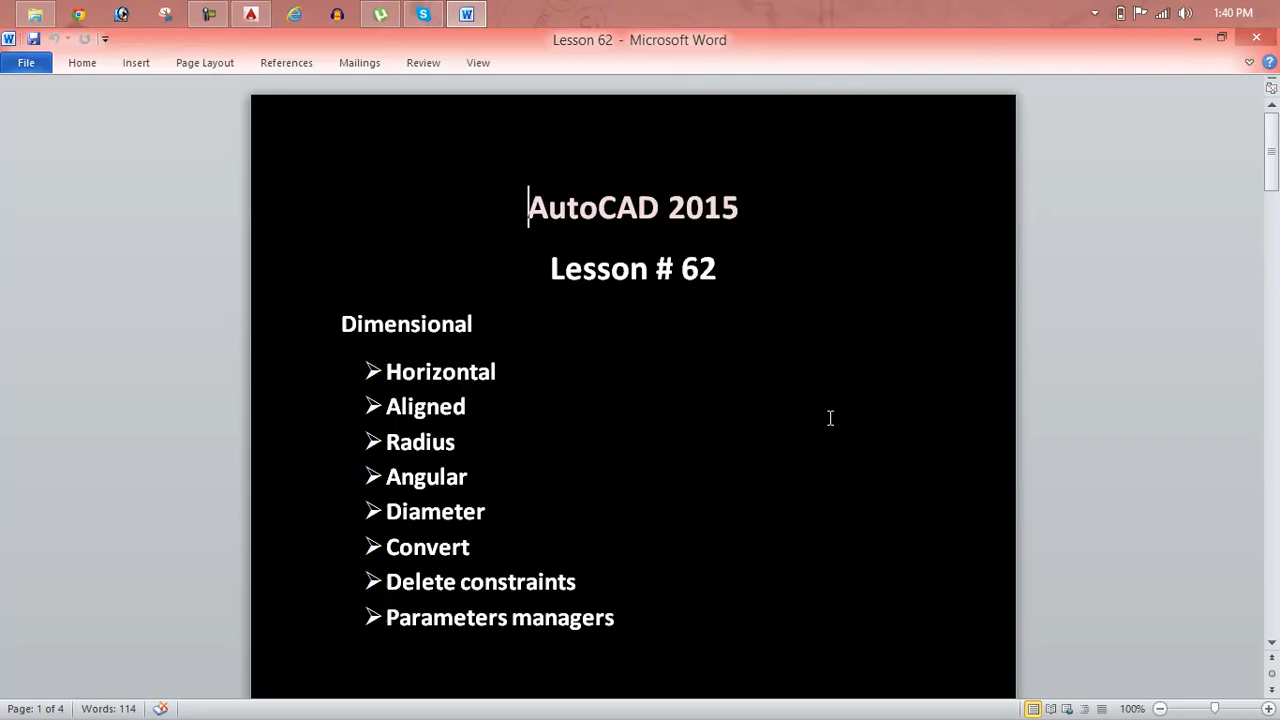 1:40 PM
Lesson 62 - Microsoft Word
File Home Insert Page Layout References Mailings Review View
AutoCAD 2015
Lesson # 62
Dimensional
Horizontal
Aligned
Radius
Angular
Diameter
Convert
Delete constraints
Parameters managers
Page: 1 of 4 Words: 114 100%